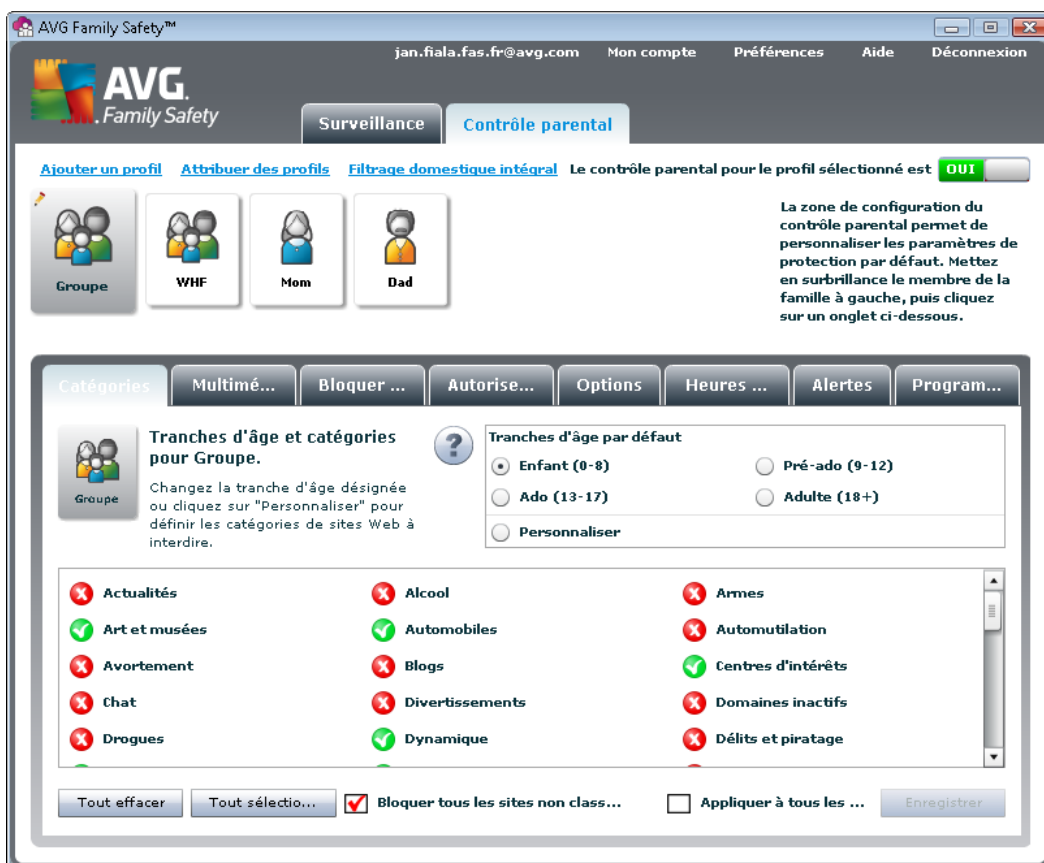 AVG Family Safety™
jan.fiala.fas.fr@avg.com Mon compte Préférences Aide Déconnexion
AVG.
Family Safety
Surveillance Contrôle parental
Ajouter un profil Attribuer des profils Filtrage domestique intégral Le contrôle parental pour le profil sélectionné est OUI
Groupe WHF Mom Dad
La zone de configuration du
contrôle parental permet de
personnaliser les paramètres de
protection par défaut. Mettez
en surbrillance le membre de la
famille à gauche, puis cliquez
sur un onglet ci-dessous.
Catégories Multimé... Bloquer ... Autorise... Options Heures ... Alertes Program...
Groupe
Tranches d'âge et catégories
pour Groupe.
Changez la tranche d'âge désignée
ou cliquez sur "Personnaliser" pour
définir les catégories de sites Web à
interdire.
?
Tranches d'âge par défaut
Enfant (0-8) Pré-ado (9-12)
Ado (13-17) Adulte (18+)
Personnaliser
Actualités Alcool Armes
Art et musées Automobiles Automutilation
Avortement Blogs Centres d'intérêts
Chat Divertissements Domaines inactifs
Drogues Dynamique Délits et piratage
Tout effacer Tout sélectio... Bloquer tous les sites non class... Appliquer à tous les ... Enregistrer